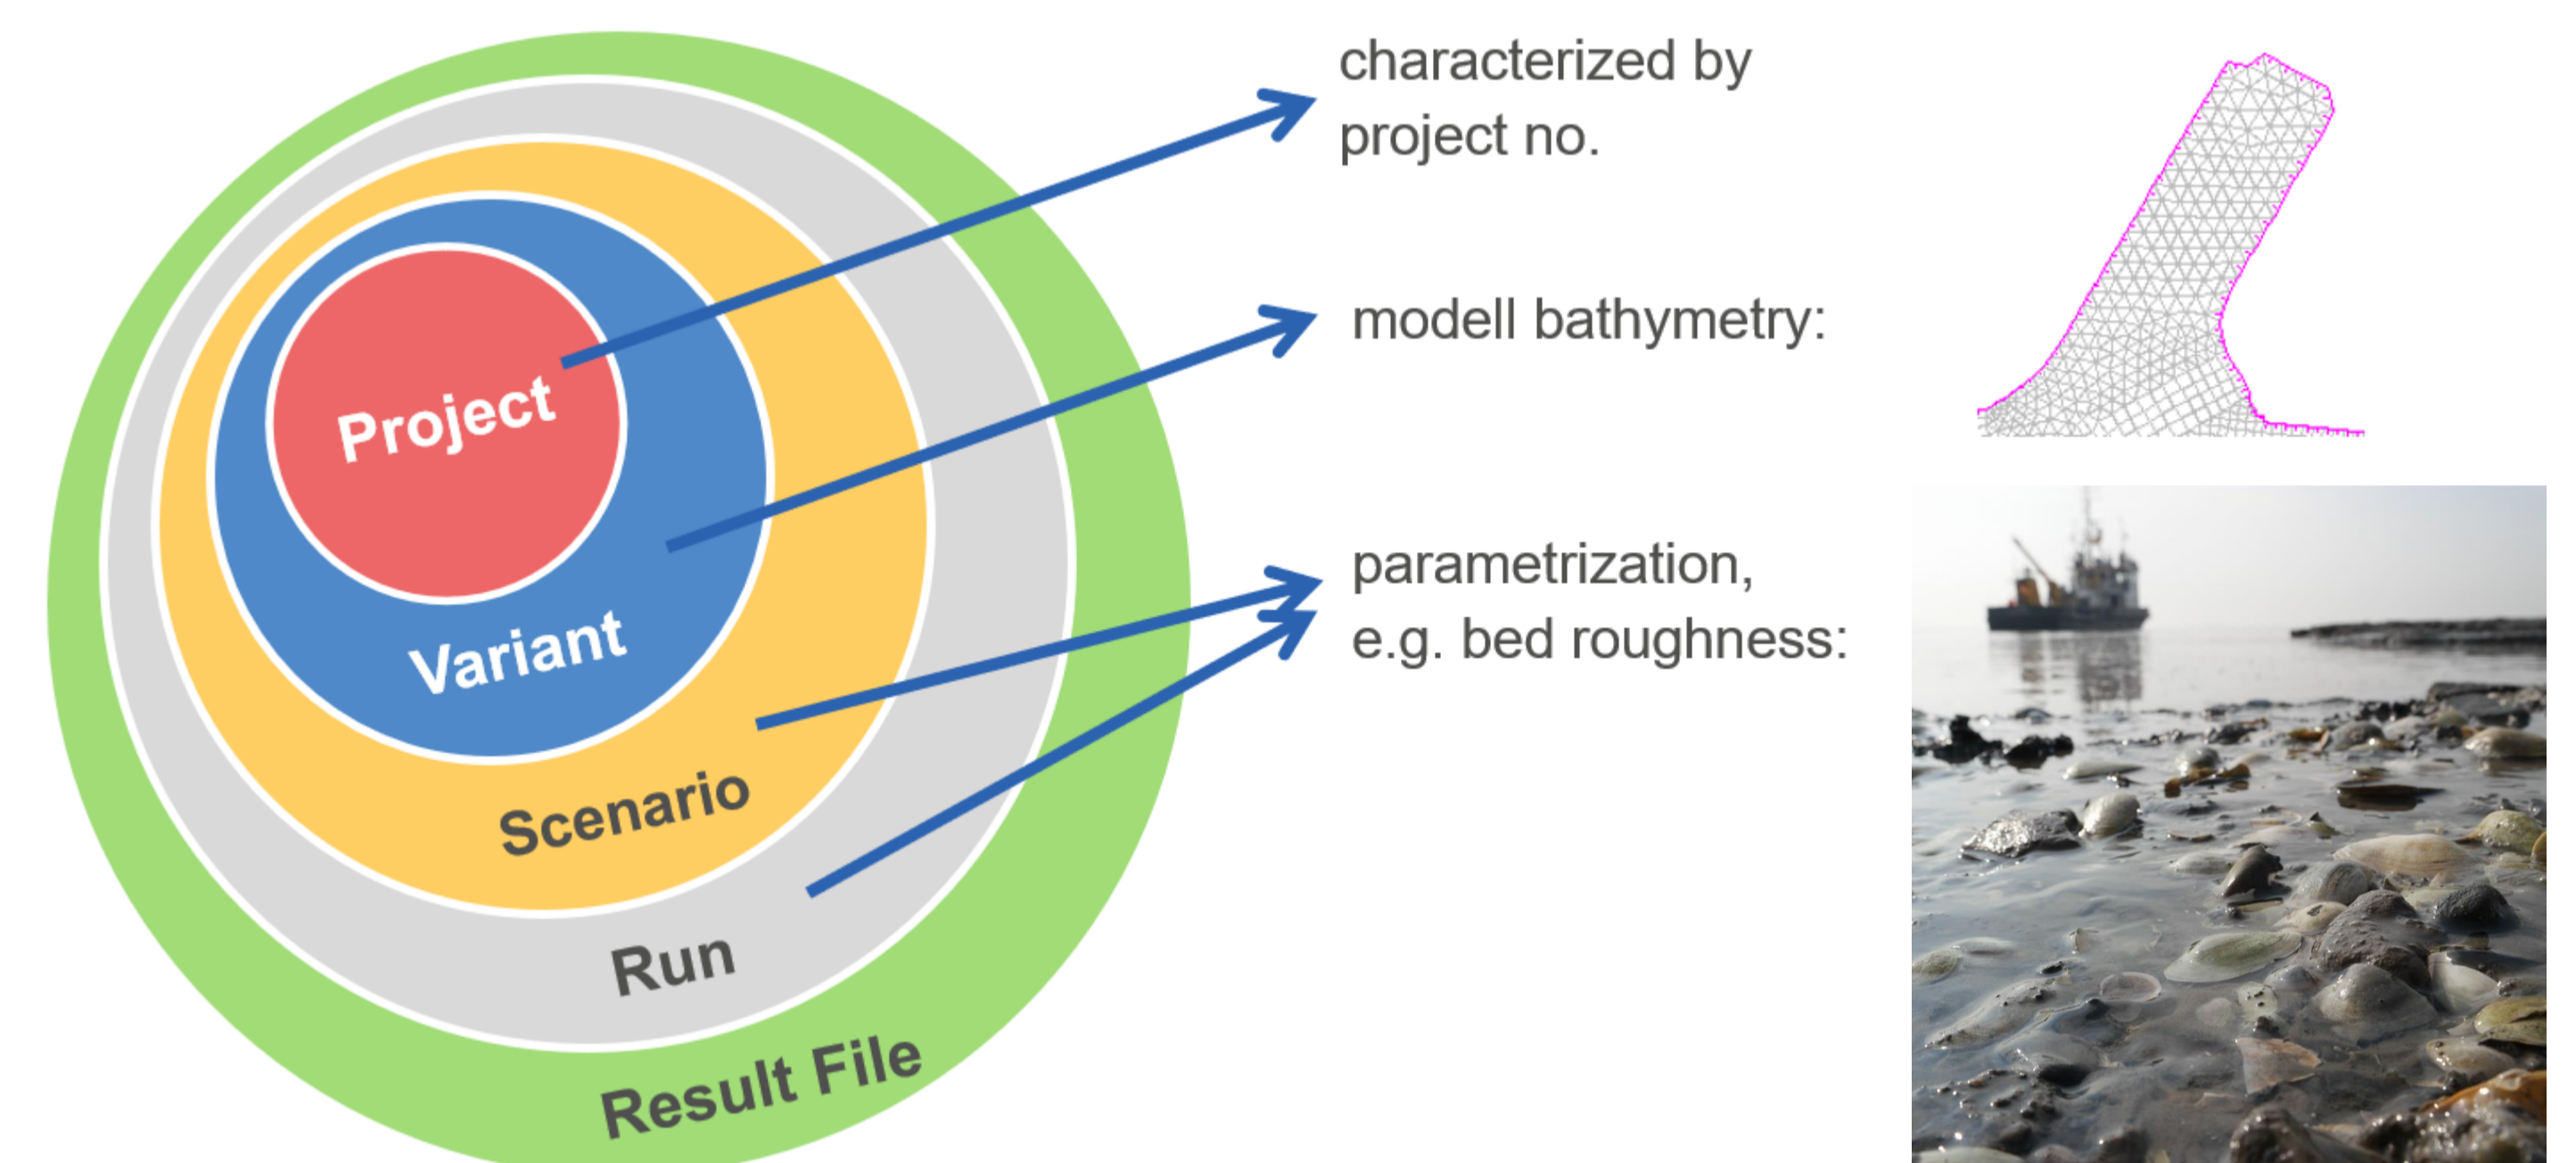 characterized by
project no.
modell bathymetry:
parametrization,
e.g. bed roughness:
Project
Variant
Scenario
Run
Result File